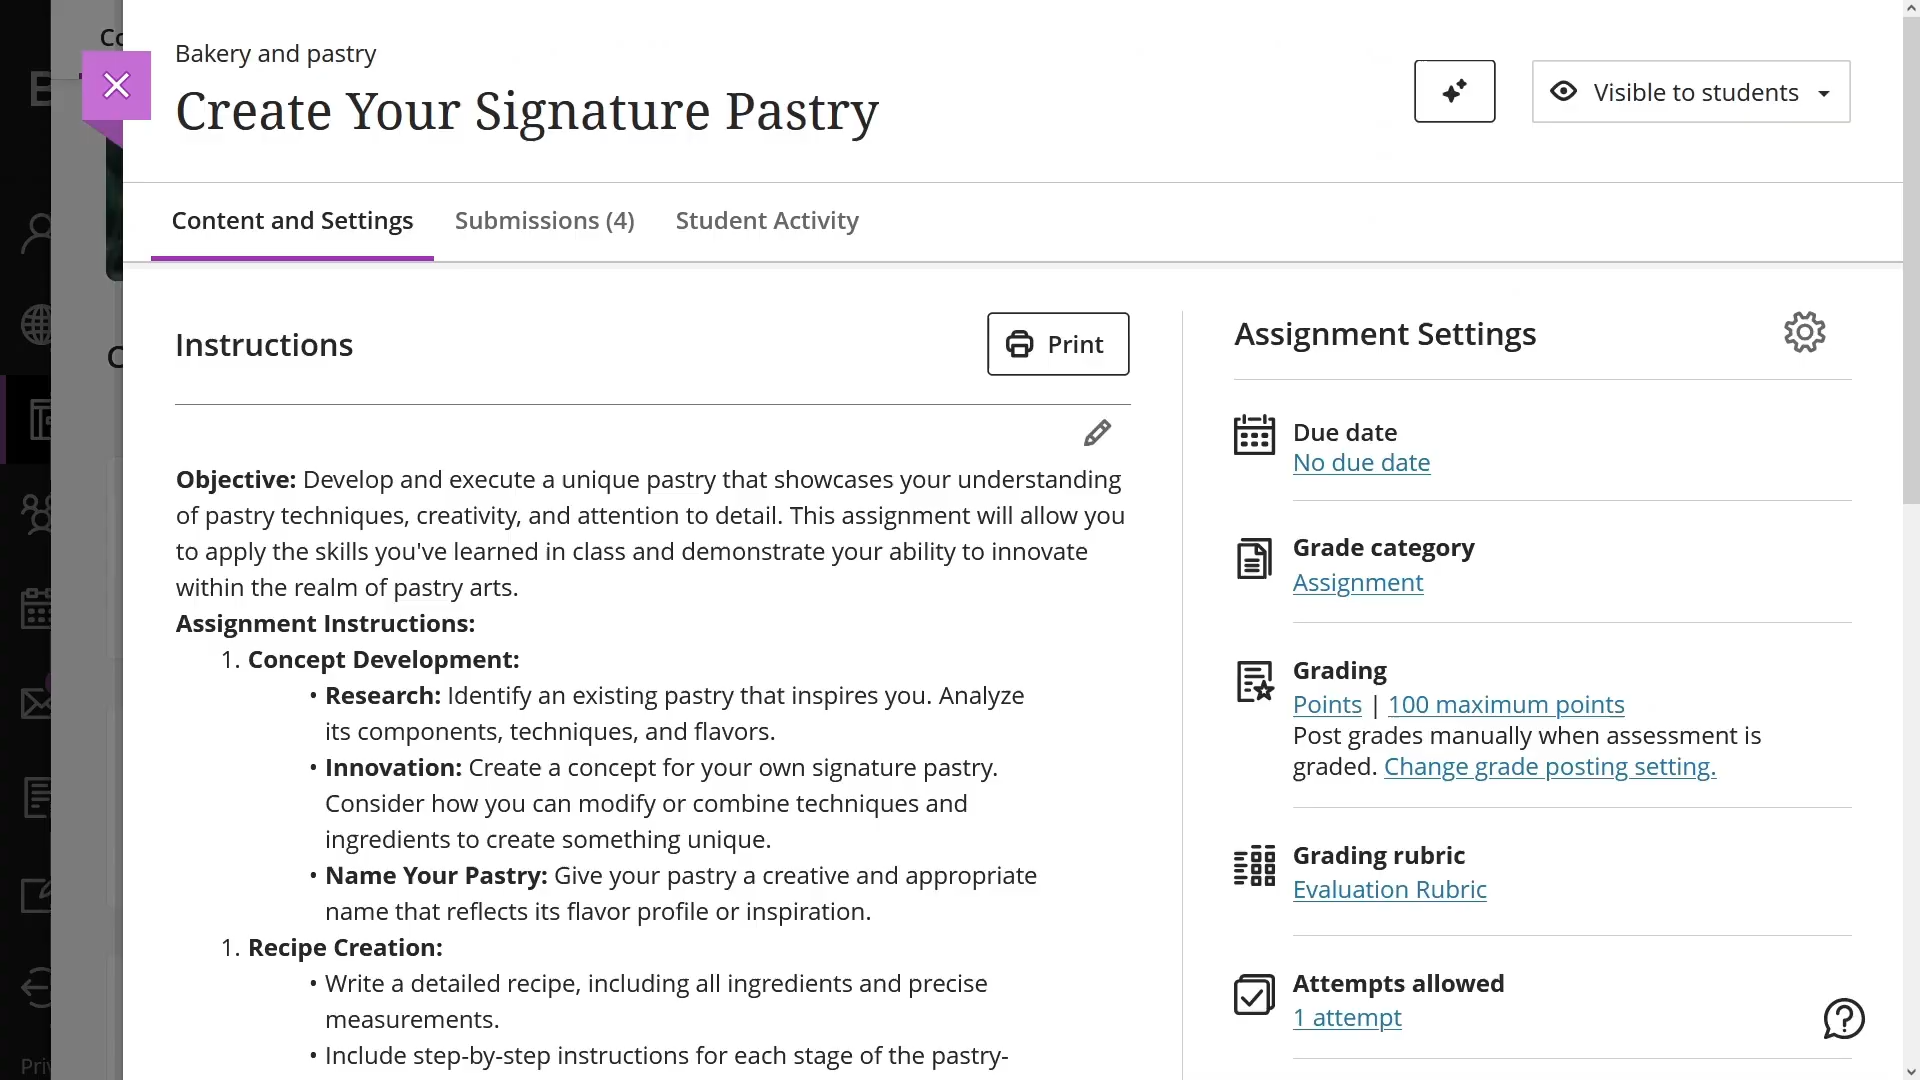 Bakery and pastry
Create Your Signature Pastry
Visible to students
Content and Settings
Submissions (4)
Student Activity
Instructions
Print
Objective: Develop and execute a unique pastry that showcases your understanding
of pastry techniques, creativity, and attention to detail. This assignment will allow you
to apply the skills you've learned in class and demonstrate your ability to innovate
within the realm of pastry arts.
Assignment Instructions:
1. Concept Development:
• Research: Identify an existing pastry that inspires you. Analyze
its components, techniques, and flavors.
• Innovation: Create a concept for your own signature pastry.
Consider how you can modify or combine techniques and
ingredients to create something unique.
• Name Your Pastry: Give your pastry a creative and appropriate
name that reflects its flavor profile or inspiration.
1. Recipe Creation:
• Write a detailed recipe, including all ingredients and precise
measurements.
• Include step-by-step instructions for each stage of the pastry-
Assignment Settings
Due date
No due date
Grade category
Assignment
Grading
Points | 100 maximum points
Post grades manually when assessment is
graded. Change grade posting setting.
Grading rubric
Evaluation Rubric
Attempts allowed
1 attempt